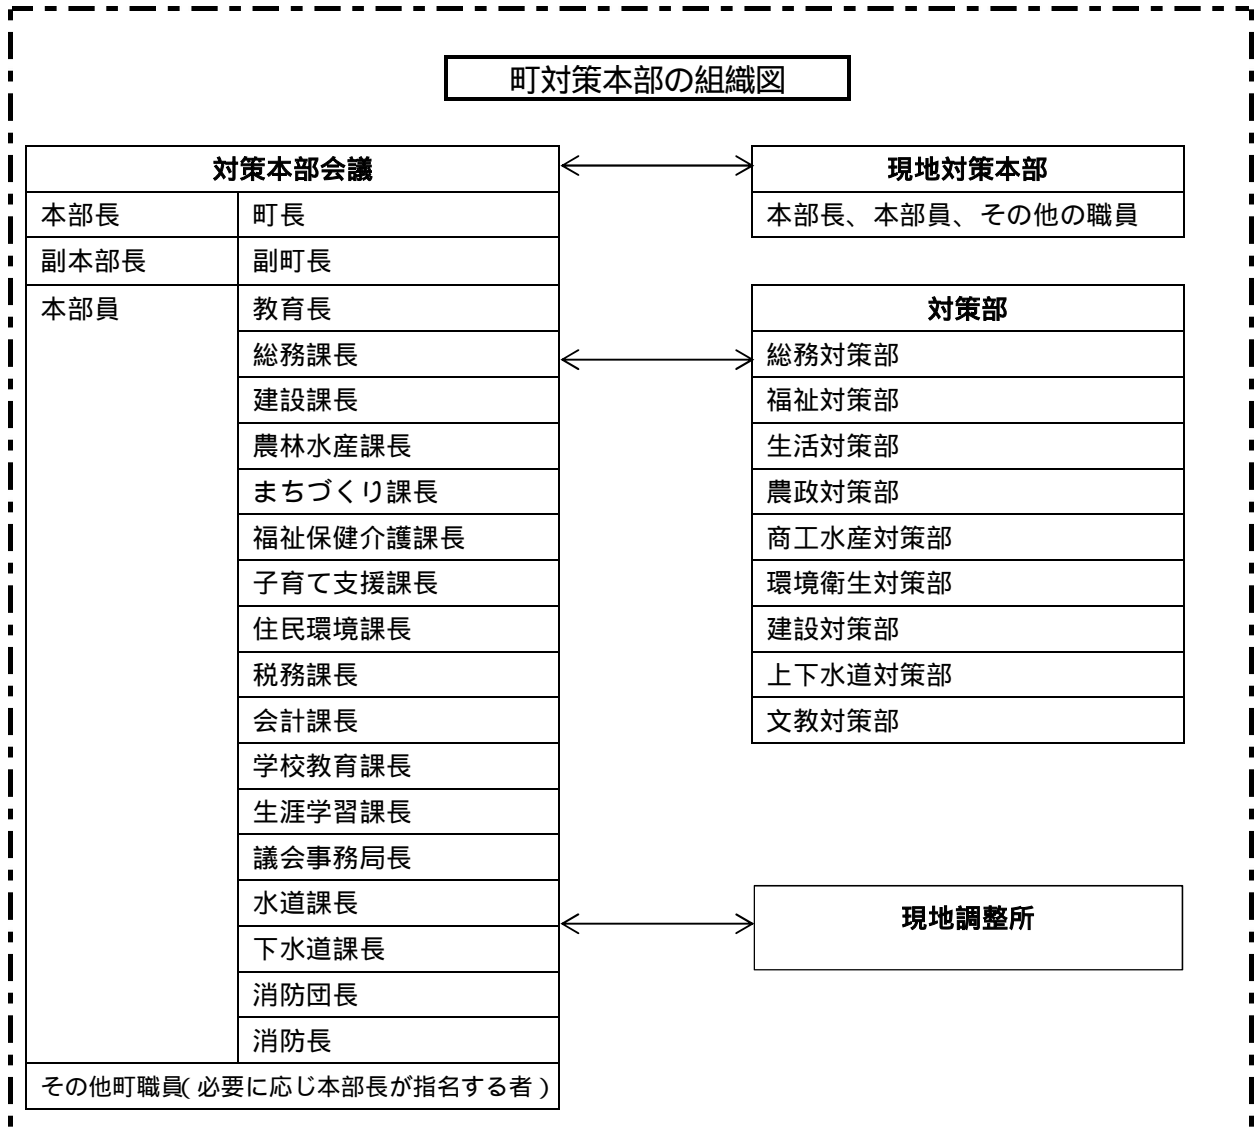 町対策本部の組織図
対策本部会議
本部長 町長
副本部長 副町長
本部員 教育長
総務課長
建設課長
農林水産課長
まちづくり課長
福祉保健介護課長
子育て支援課長
住民環境課長
税務課長
会計課長
学校教育課長
生涯学習課長
議会事務局長
水道課長
下水道課長
消防団長
消防長
その他町職員(必要に応じ本部長が指名する者)
現地対策本部
本部長、本部員、その他の職員
対策部
総務対策部
福祉対策部
生活対策部
農政対策部
商工水産対策部
環境衛生対策部
建設対策部
上下水道対策部
文教対策部
現地調整所